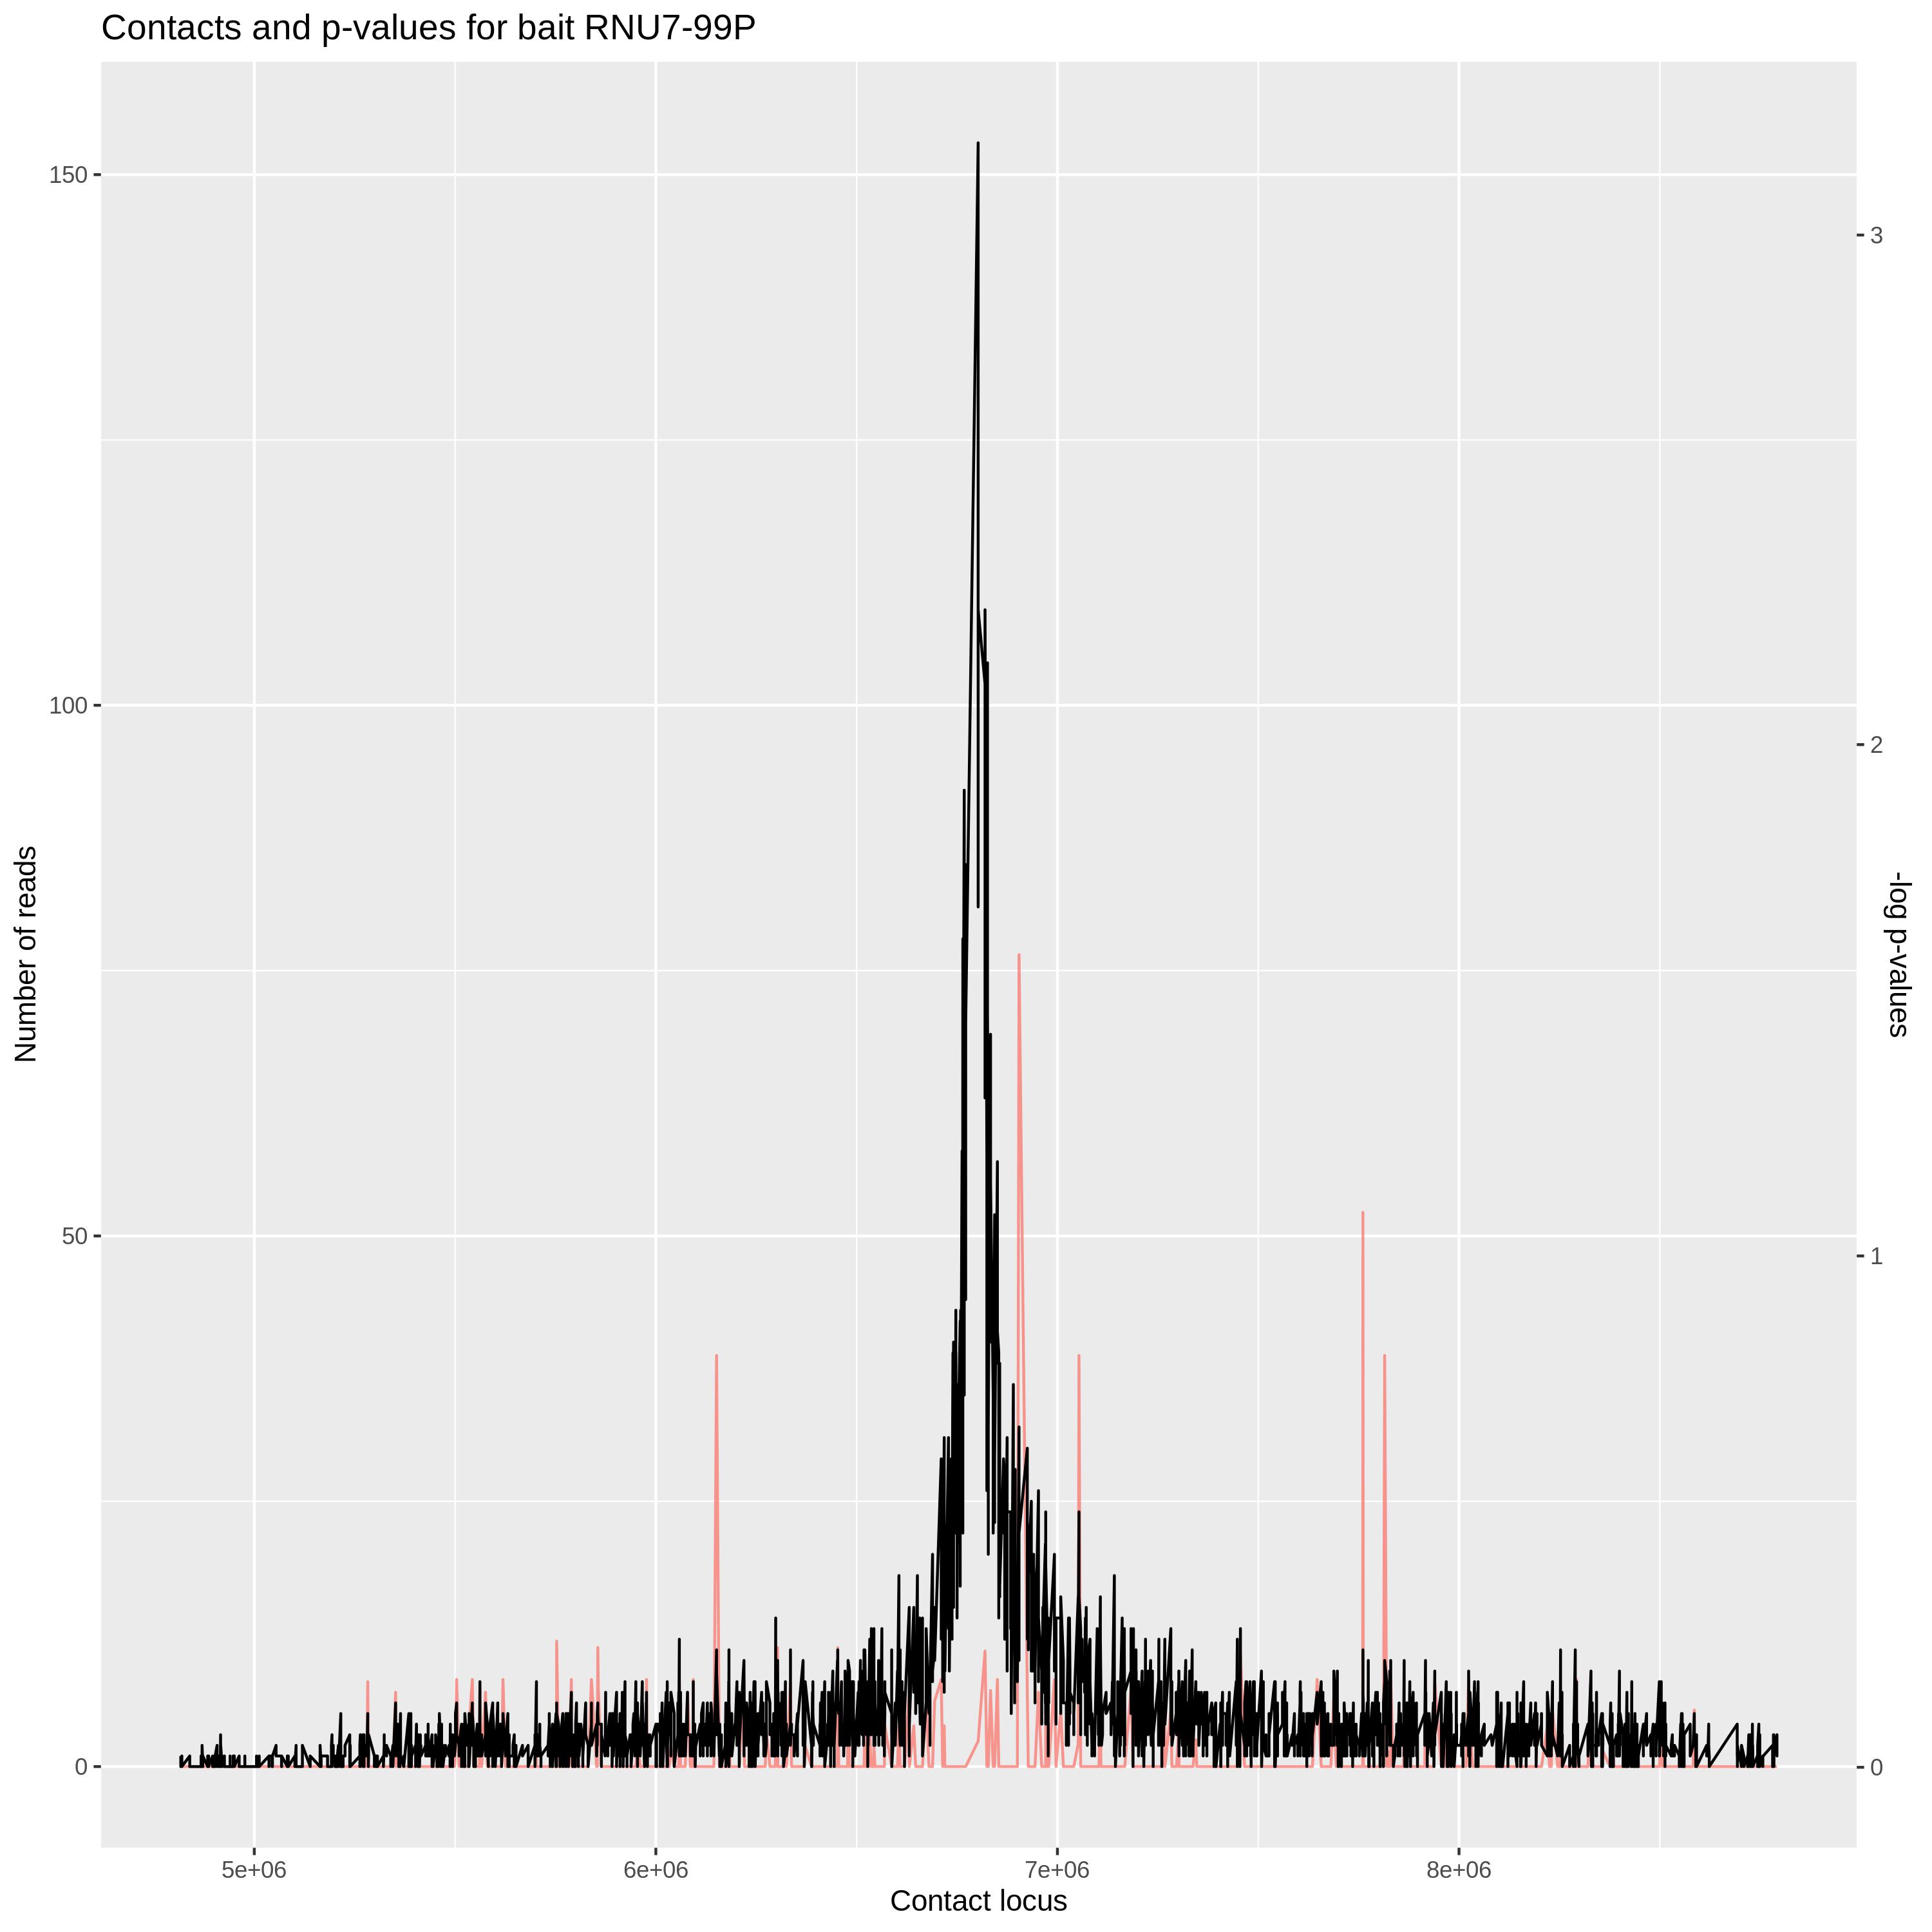 Contacts and p-values for bait RNU7-99P
150
100
50
0
Number of reads
3
2
1
0
-log p-values
5e+06
6e+06
7e+06
8e+06
Contact locus